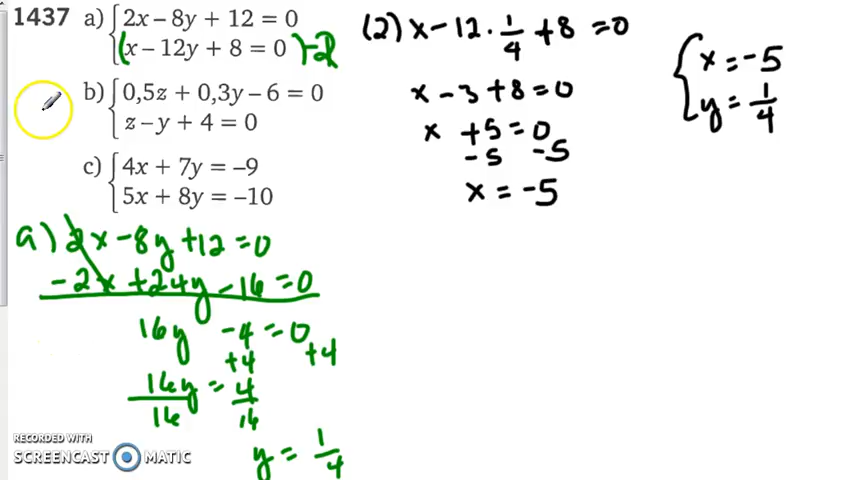 1437 a) { 2x – 8y + 12 = 0
(x – 12y + 8 = 0 )·-2
b) { 0,5z + 0,3y – 6 = 0
z – y + 4 = 0
c) { 4x + 7y = –9
5x + 8y = –10
a) 2x - 8y + 12 = 0
-2x + 24y - 16 = 0
16y -4 = 0
+4 +4
16y/16 = 4/16
y = 1/4
(2) x - 12 · 1/4 + 8 = 0
x - 3 + 8 = 0
x + 5 = 0
-5 -5
x = -5
{ x = -5
y = 1/4
RECORDED WITH
SCREENCAST MATIC